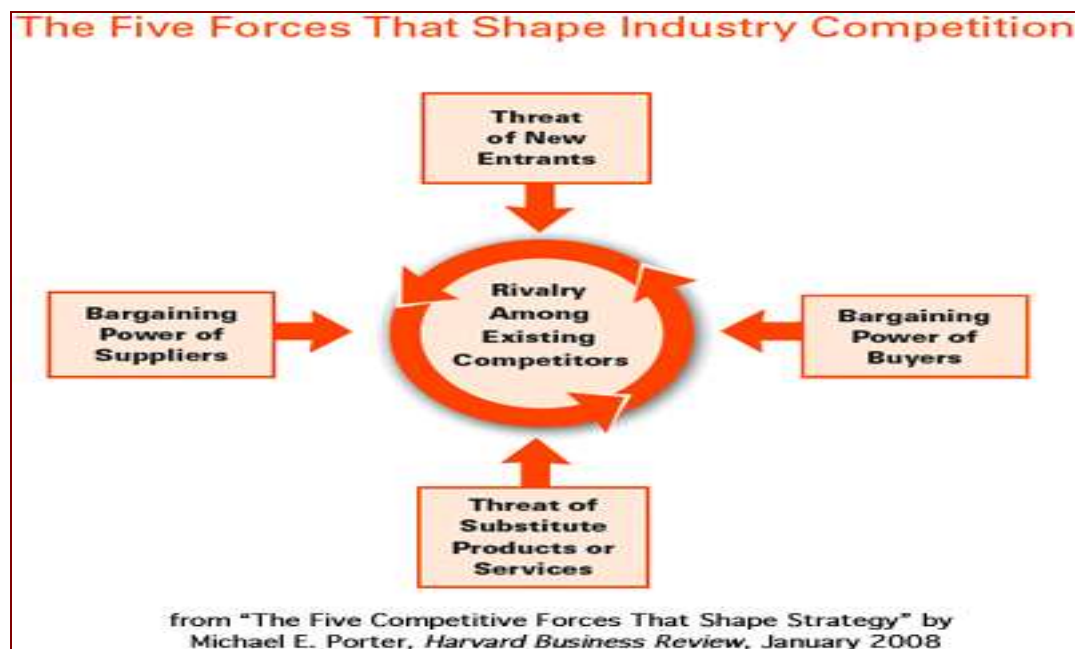 The Five Forces That Shape Industry Competition
Threat
of New
Entrants
Bargaining
Power of
Suppliers
Rivalry
Among
Existing
Competitors
Bargaining
Power of
Buyers
Threat of
Substitute
Products or
Services
from “The Five Competitive Forces That Shape Strategy” by
Michael E. Porter, Harvard Business Review, January 2008